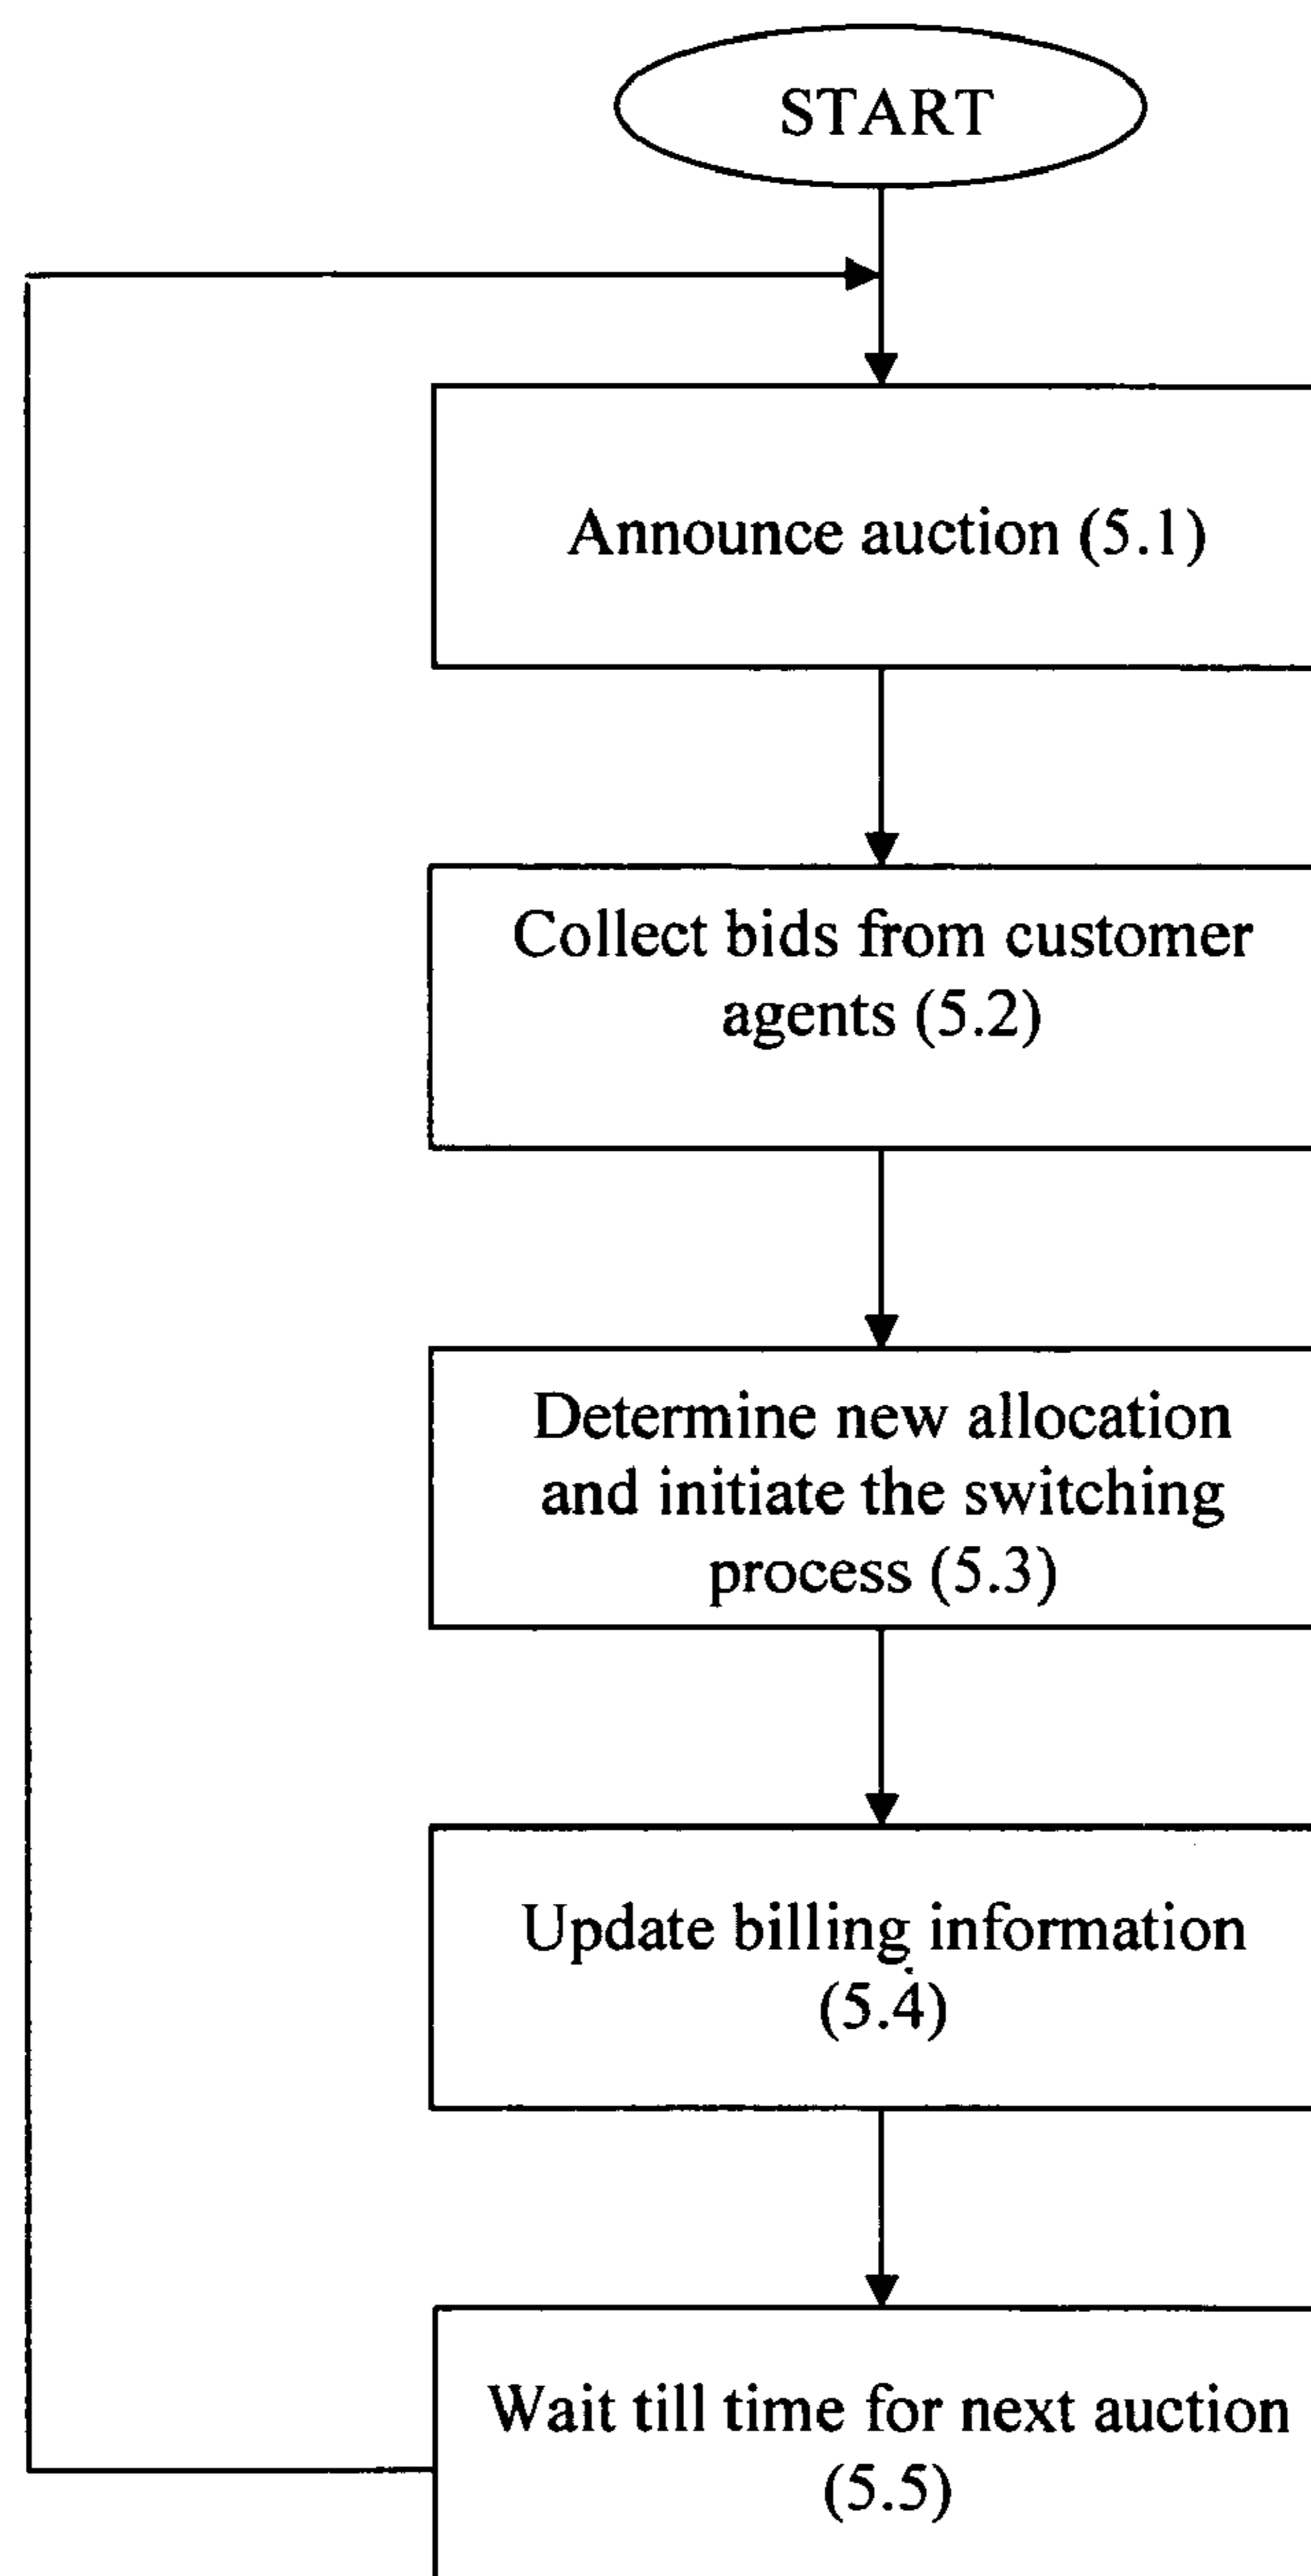 START
Announce auction (5.1)
Collect bids from customer
agents (5.2)
Determine new allocation
and initiate the switching
process (5.3)
Update billing information
(5.4)
Wait till time for next auction
(5.5)